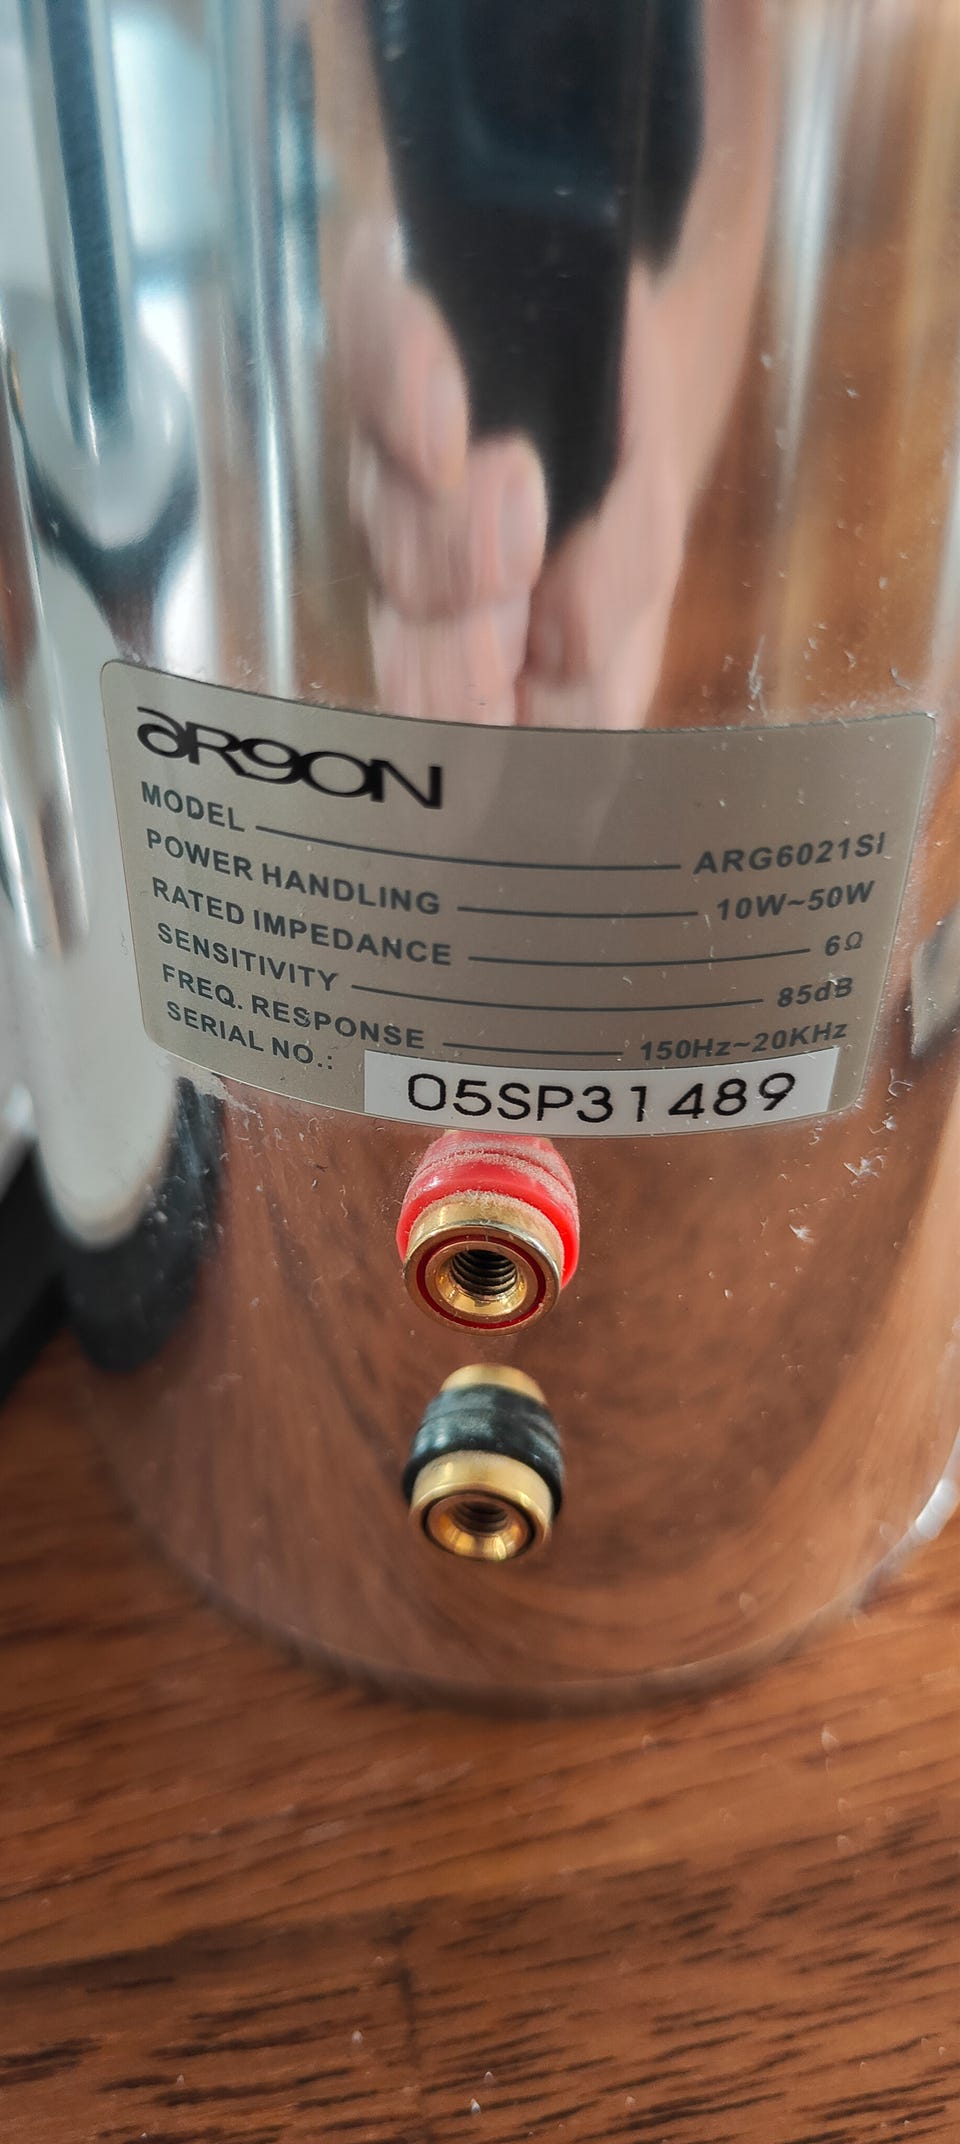 arGON
MODEL ARG6021SI
POWER HANDLING 10W~50W
RATED IMPEDANCE 6Ω
SENSITIVITY 85dB
FREQ. RESPONSE 150Hz~20KHz
SERIAL NO.: 05SP31489